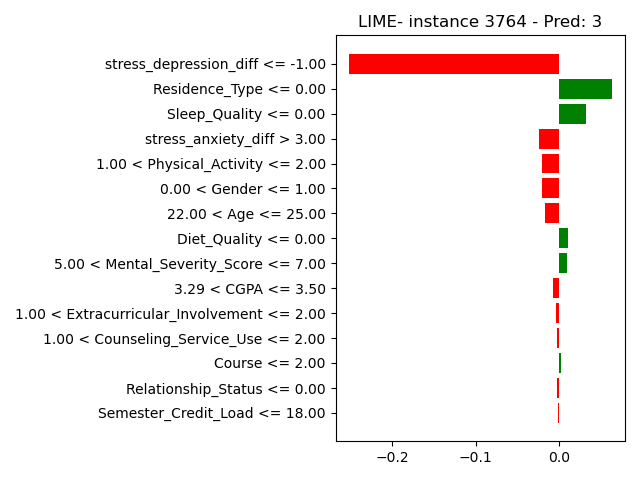 LIME- instance 3764 - Pred: 3
stress_depression_diff <= -1.00
Residence_Type <= 0.00
Sleep_Quality <= 0.00
stress_anxiety_diff > 3.00
1.00 < Physical_Activity <= 2.00
0.00 < Gender <= 1.00
22.00 < Age <= 25.00
Diet_Quality <= 0.00
5.00 < Mental_Severity_Score <= 7.00
3.29 < CGPA <= 3.50
1.00 < Extracurricular_Involvement <= 2.00
1.00 < Counseling_Service_Use <= 2.00
Course <= 2.00
Relationship_Status <= 0.00
Semester_Credit_Load <= 18.00
−0.2 −0.1 0.0